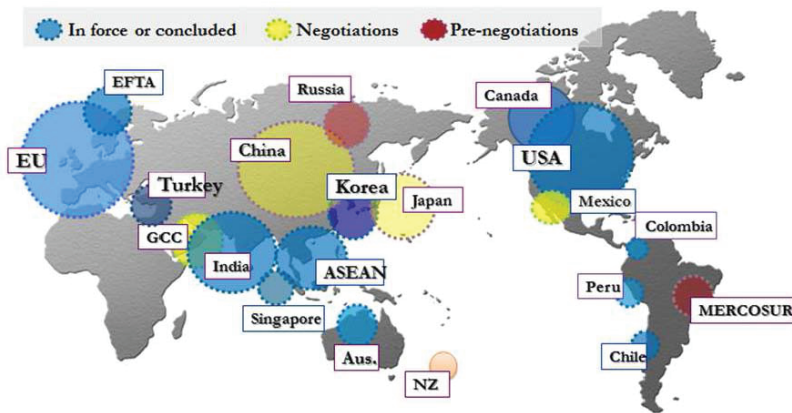 In force or concluded
Negotiations
Pre-negotiations
EFTA
Russia
Canada
EU
China
USA
Turkey
Korea
Japan
Mexico
GCC
Colombia
India
ASEAN
Peru
Singapore
MERCOSUR
Aus.
Chile
NZ